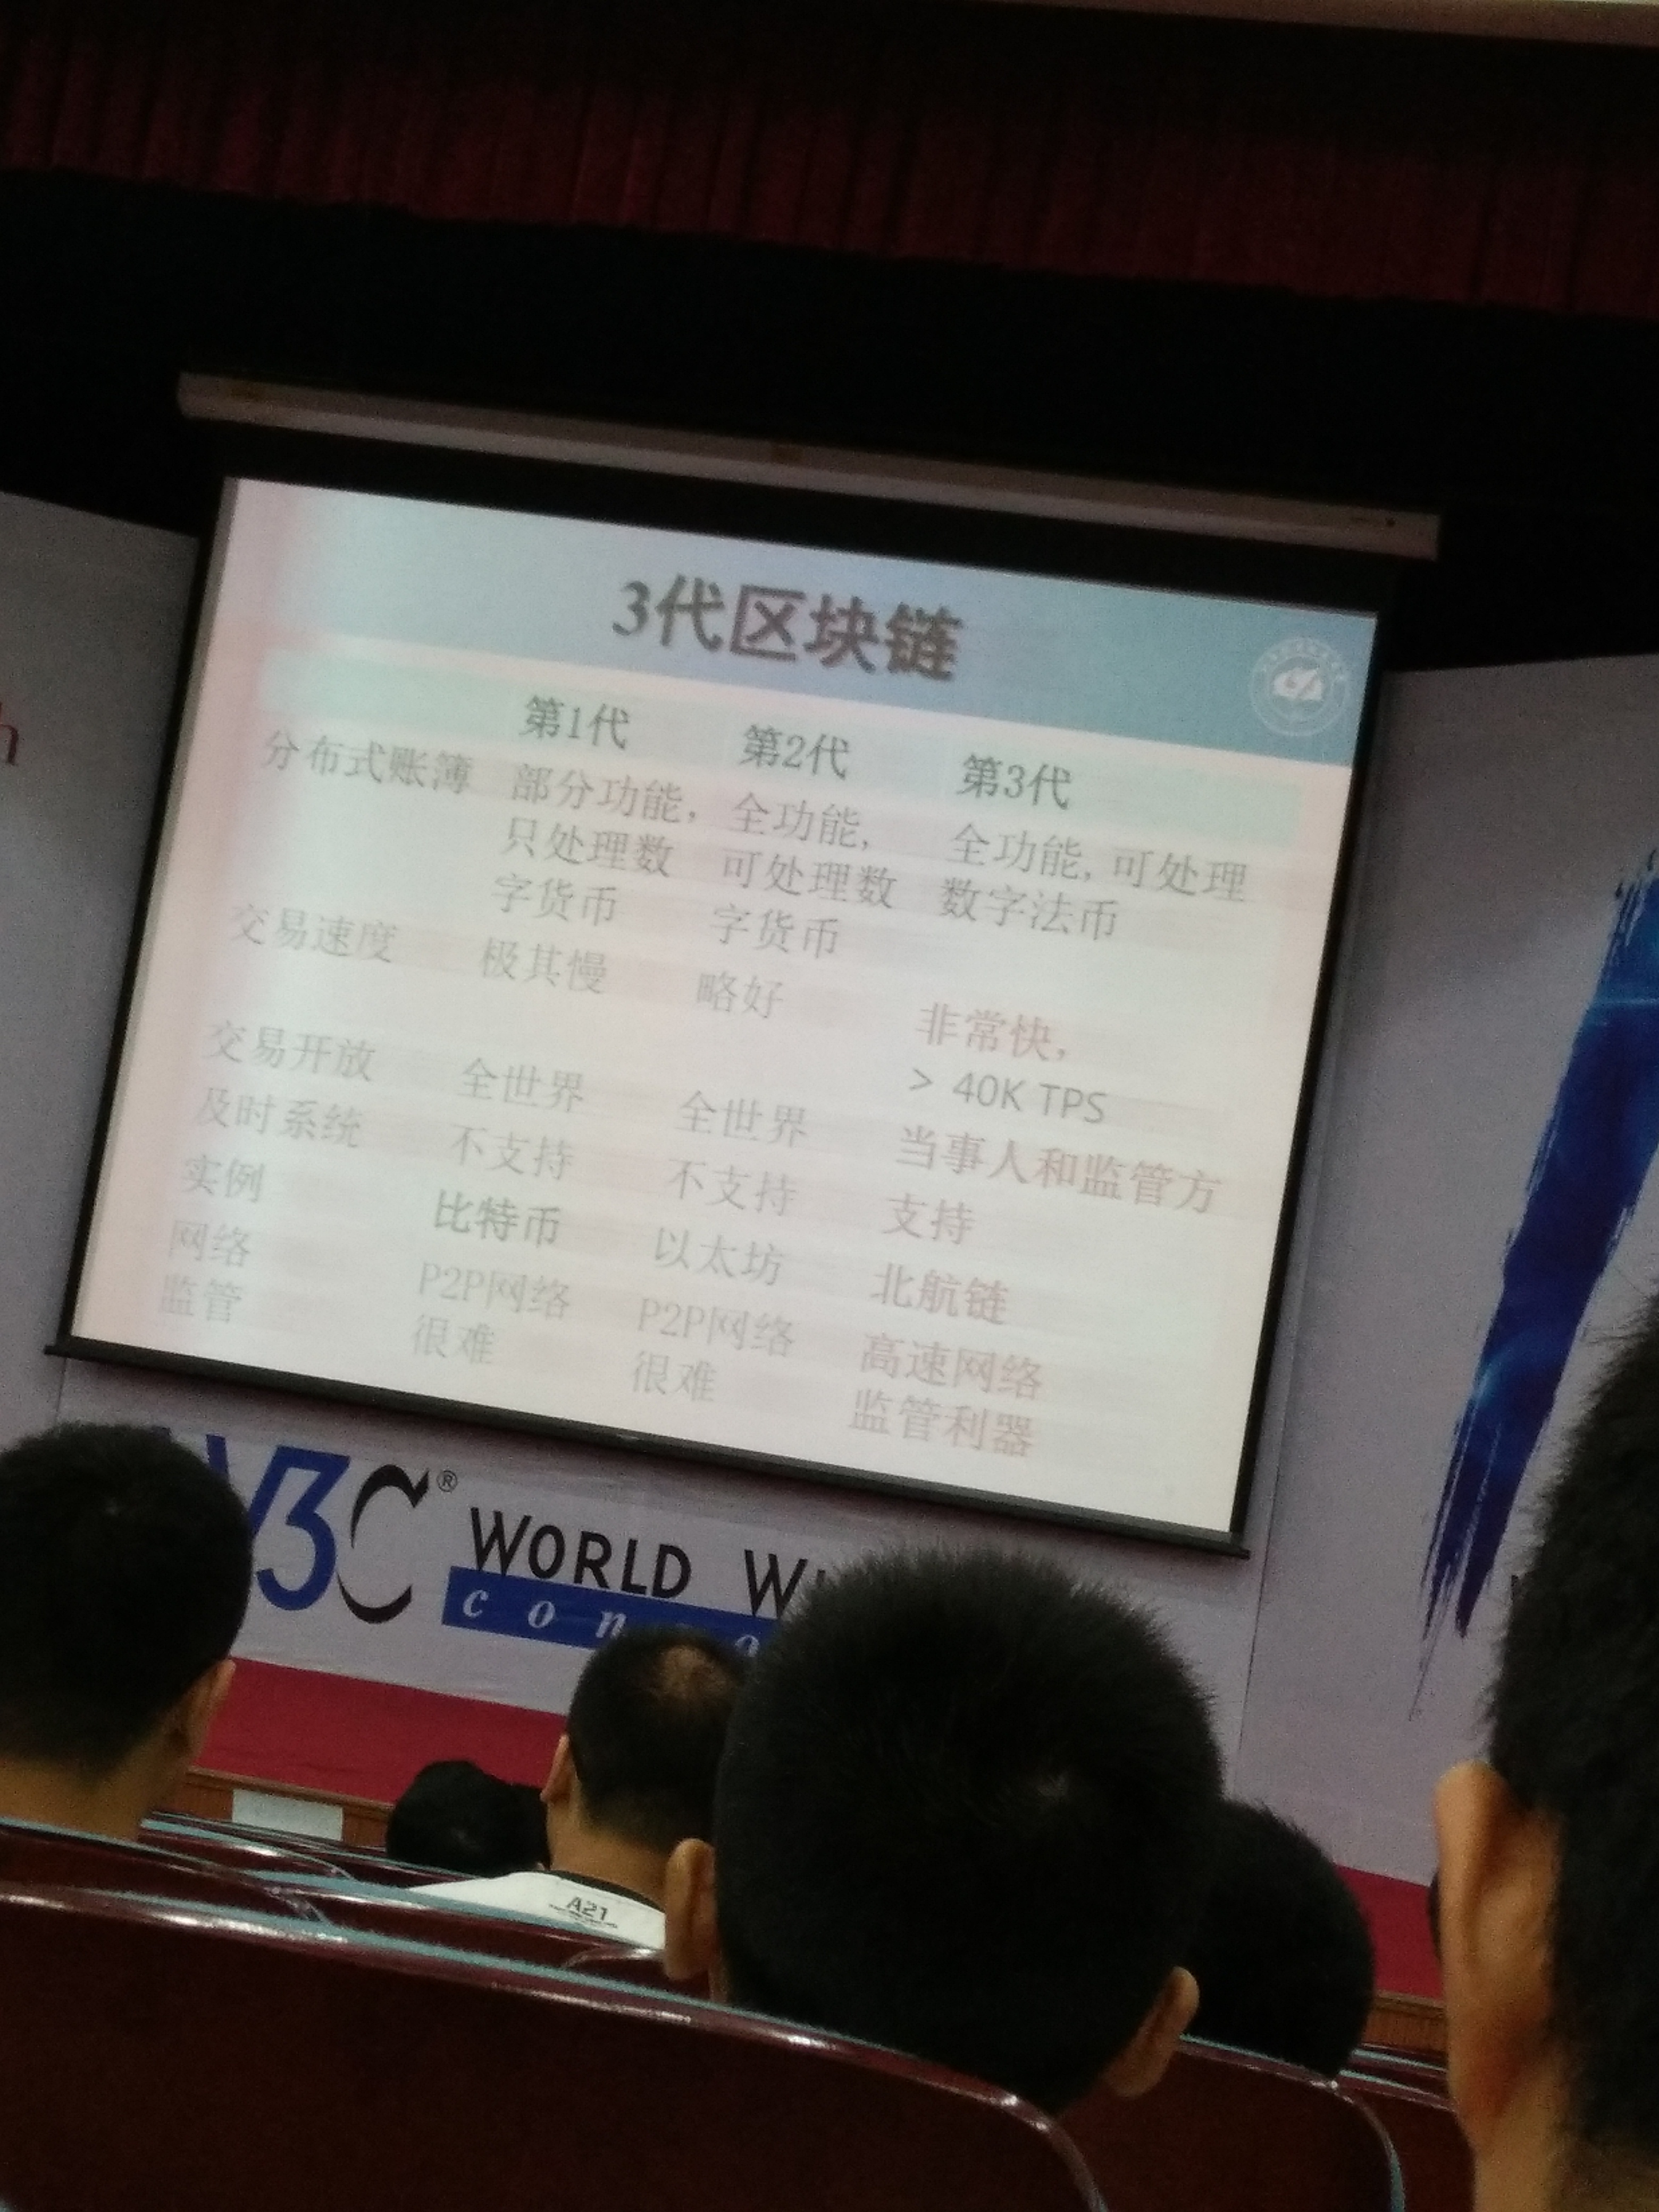 3代区块链
第1代 第2代 第3代
分布式账簿 部分功能, 全功能, 全功能, 可处理
只处理数 可处理数 数字法币
字货币 字货币
交易速度 极其慢 略好 非常快,
> 40K TPS
交易开放 全世界 全世界 当事人和监管方
及时系统 不支持 不支持 支持
实例 比特币 以太坊 北航链
网络 P2P网络 P2P网络 高速网络
监管 很难 很难 监管利器
h
W3C®
WORLD
A21